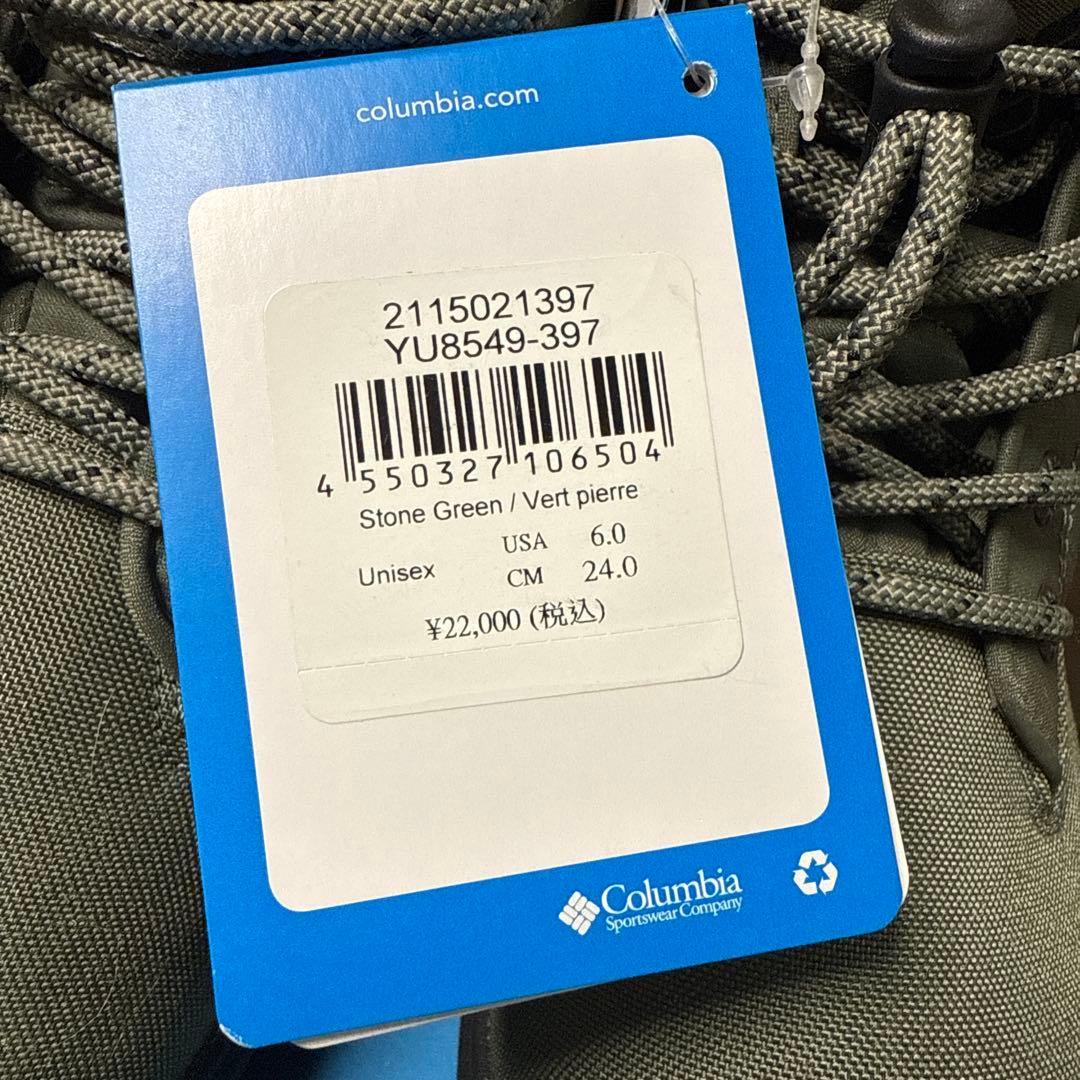 columbia.com
2115021397
YU8549-397
4 550327 106504
Stone Green / Vert pierre
USA 6.0
Unisex CM 24.0
¥22,000 (税込)
Columbia
Sportswear Company